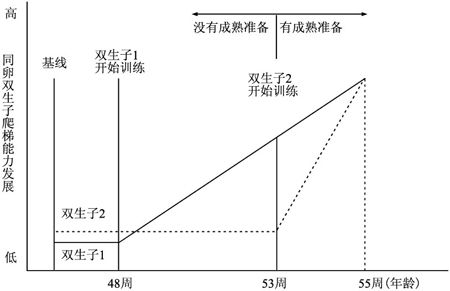 高
没有成熟准备
有成熟准备
基线
双生子1
开始训练
双生子2
开始训练
同卵双生子爬梯能力发展
双生子2
双生子1
低
48周
53周
55周(年龄)